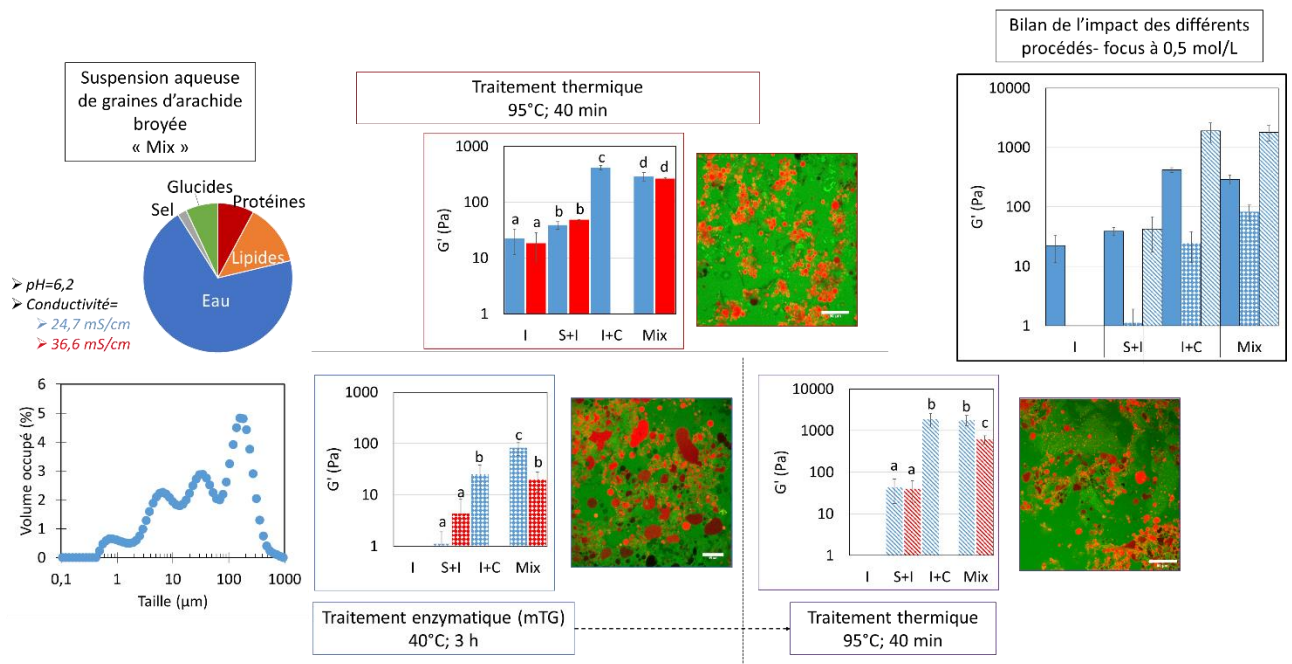 Suspension aqueuse
de graines d'arachide
broyée
« Mix »
Glucides
Protéines
Sel
Lipides
Eau
➢ pH=6,2
➢ Conductivité=
➢ 24,7 mS/cm
➢ 36,6 mS/cm
Volume occupé (%)
6
5
4
3
2
1
0
0,1 1 10 100 1000
Taille (µm)
Traitement thermique
95°C; 40 min
G' (Pa)
1000
100
10
1
a a b b c d d
I S+I I+C Mix
G' (Pa)
1000
100
10
1
a a b c b
I S+I I+C Mix
Traitement enzymatique (mTG)
40°C; 3 h
G' (Pa)
10000
1000
100
10
1
a a b b c
I S+I I+C Mix
Traitement thermique
95°C; 40 min
Bilan de l'impact des différents
procédés- focus à 0,5 mol/L
G' (Pa)
10000
1000
100
10
1
I S+I I+C Mix